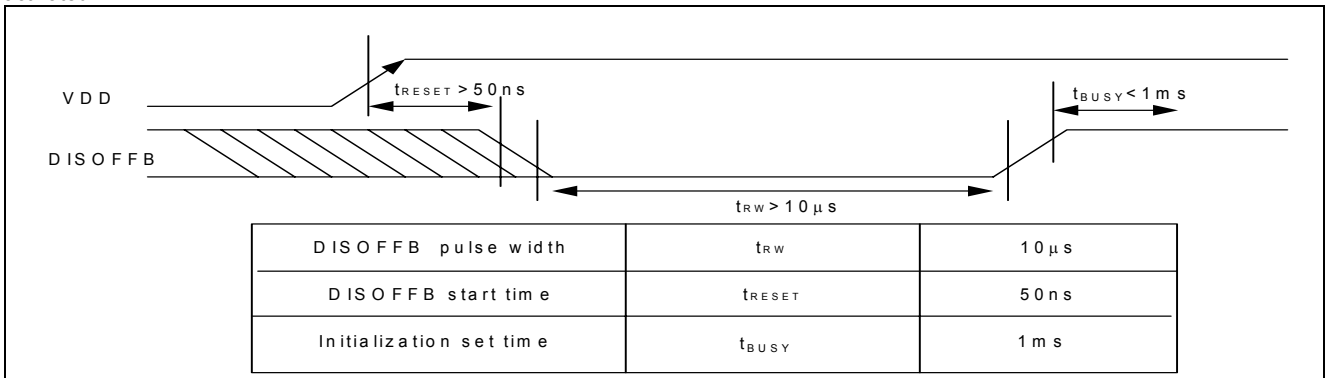 VDD
tRESET > 50ns
tBUSY < 1ms
DISOFFB
tRW > 10μs
DISOFFB pulse width tRW 10μs
DISOFFB start time tRESET 50ns
Initialization set time tBUSY 1ms